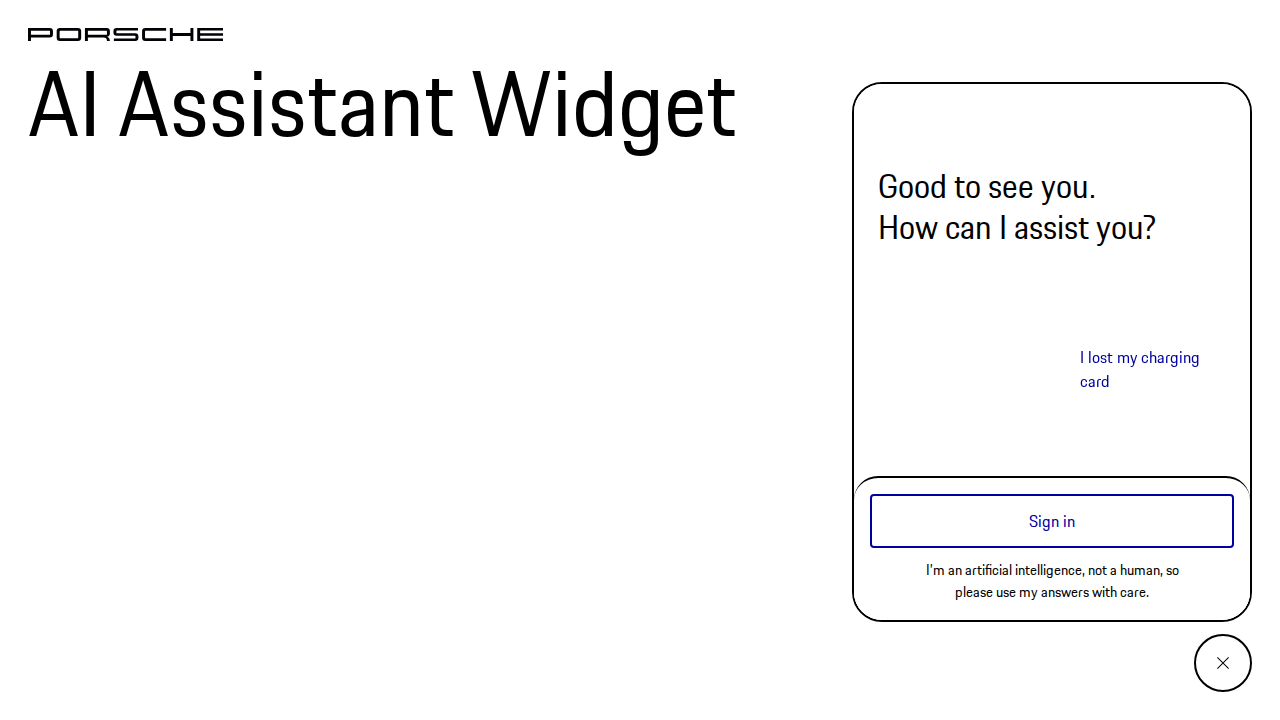 PORSCHE
AI Assistant Widget
Good to see you.
How can I assist you?
I lost my charging
card
Sign in
I'm an artificial intelligence, not a human, so
please use my answers with care.